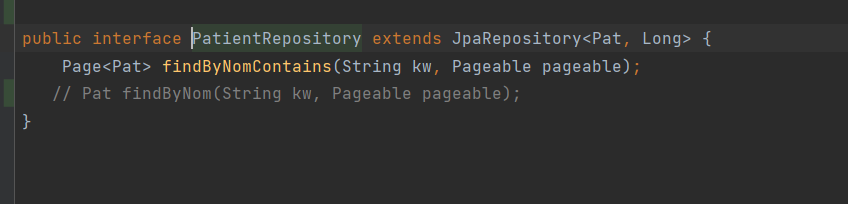 public interface PatientRepository extends JpaRepository<Pat, Long> {
Page<Pat> findByNomContains(String kw, Pageable pageable);
// Pat findByNom(String kw, Pageable pageable);
}